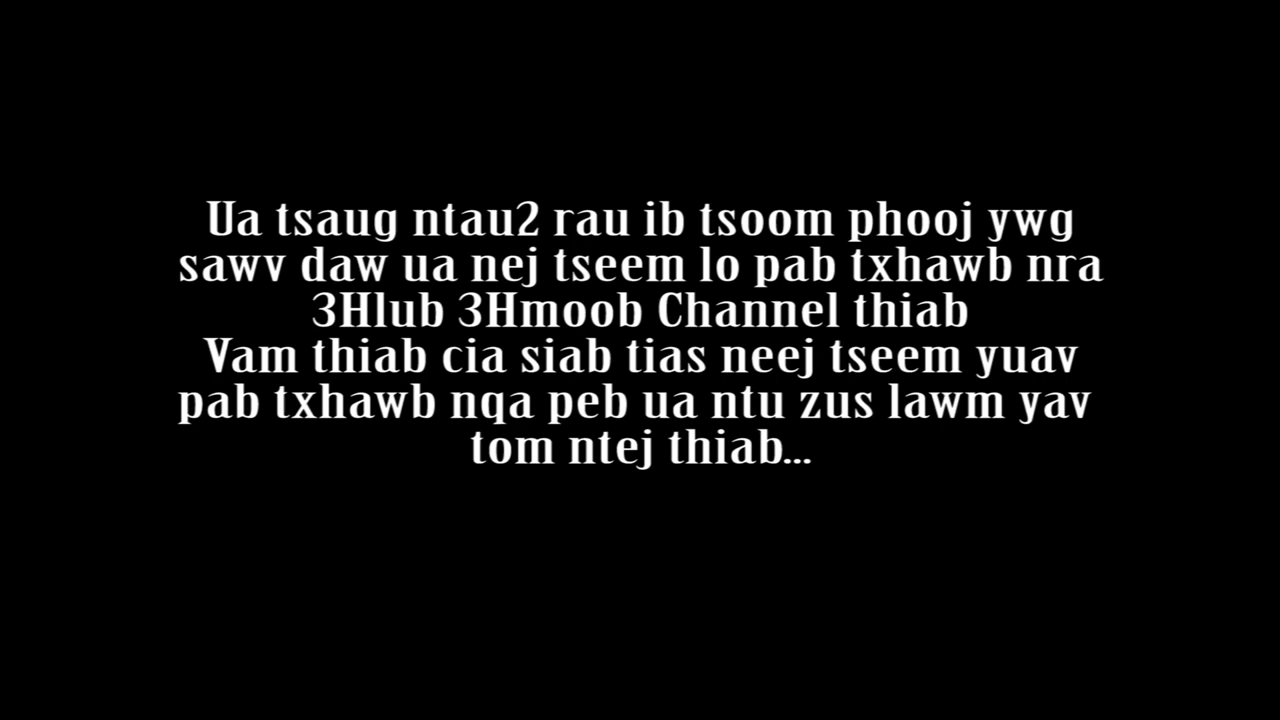 Ua tsaug ntau2 rau ib tsoom phooj ywg
sawv daw ua nej tseem lo pab txhawb nra
3Hlub 3Hmoob Channel thiab
Vam thiab cia siab tias neej tseem yuav
pab txhawb nqa peb ua ntu zus lawm yav
tom ntej thiab...